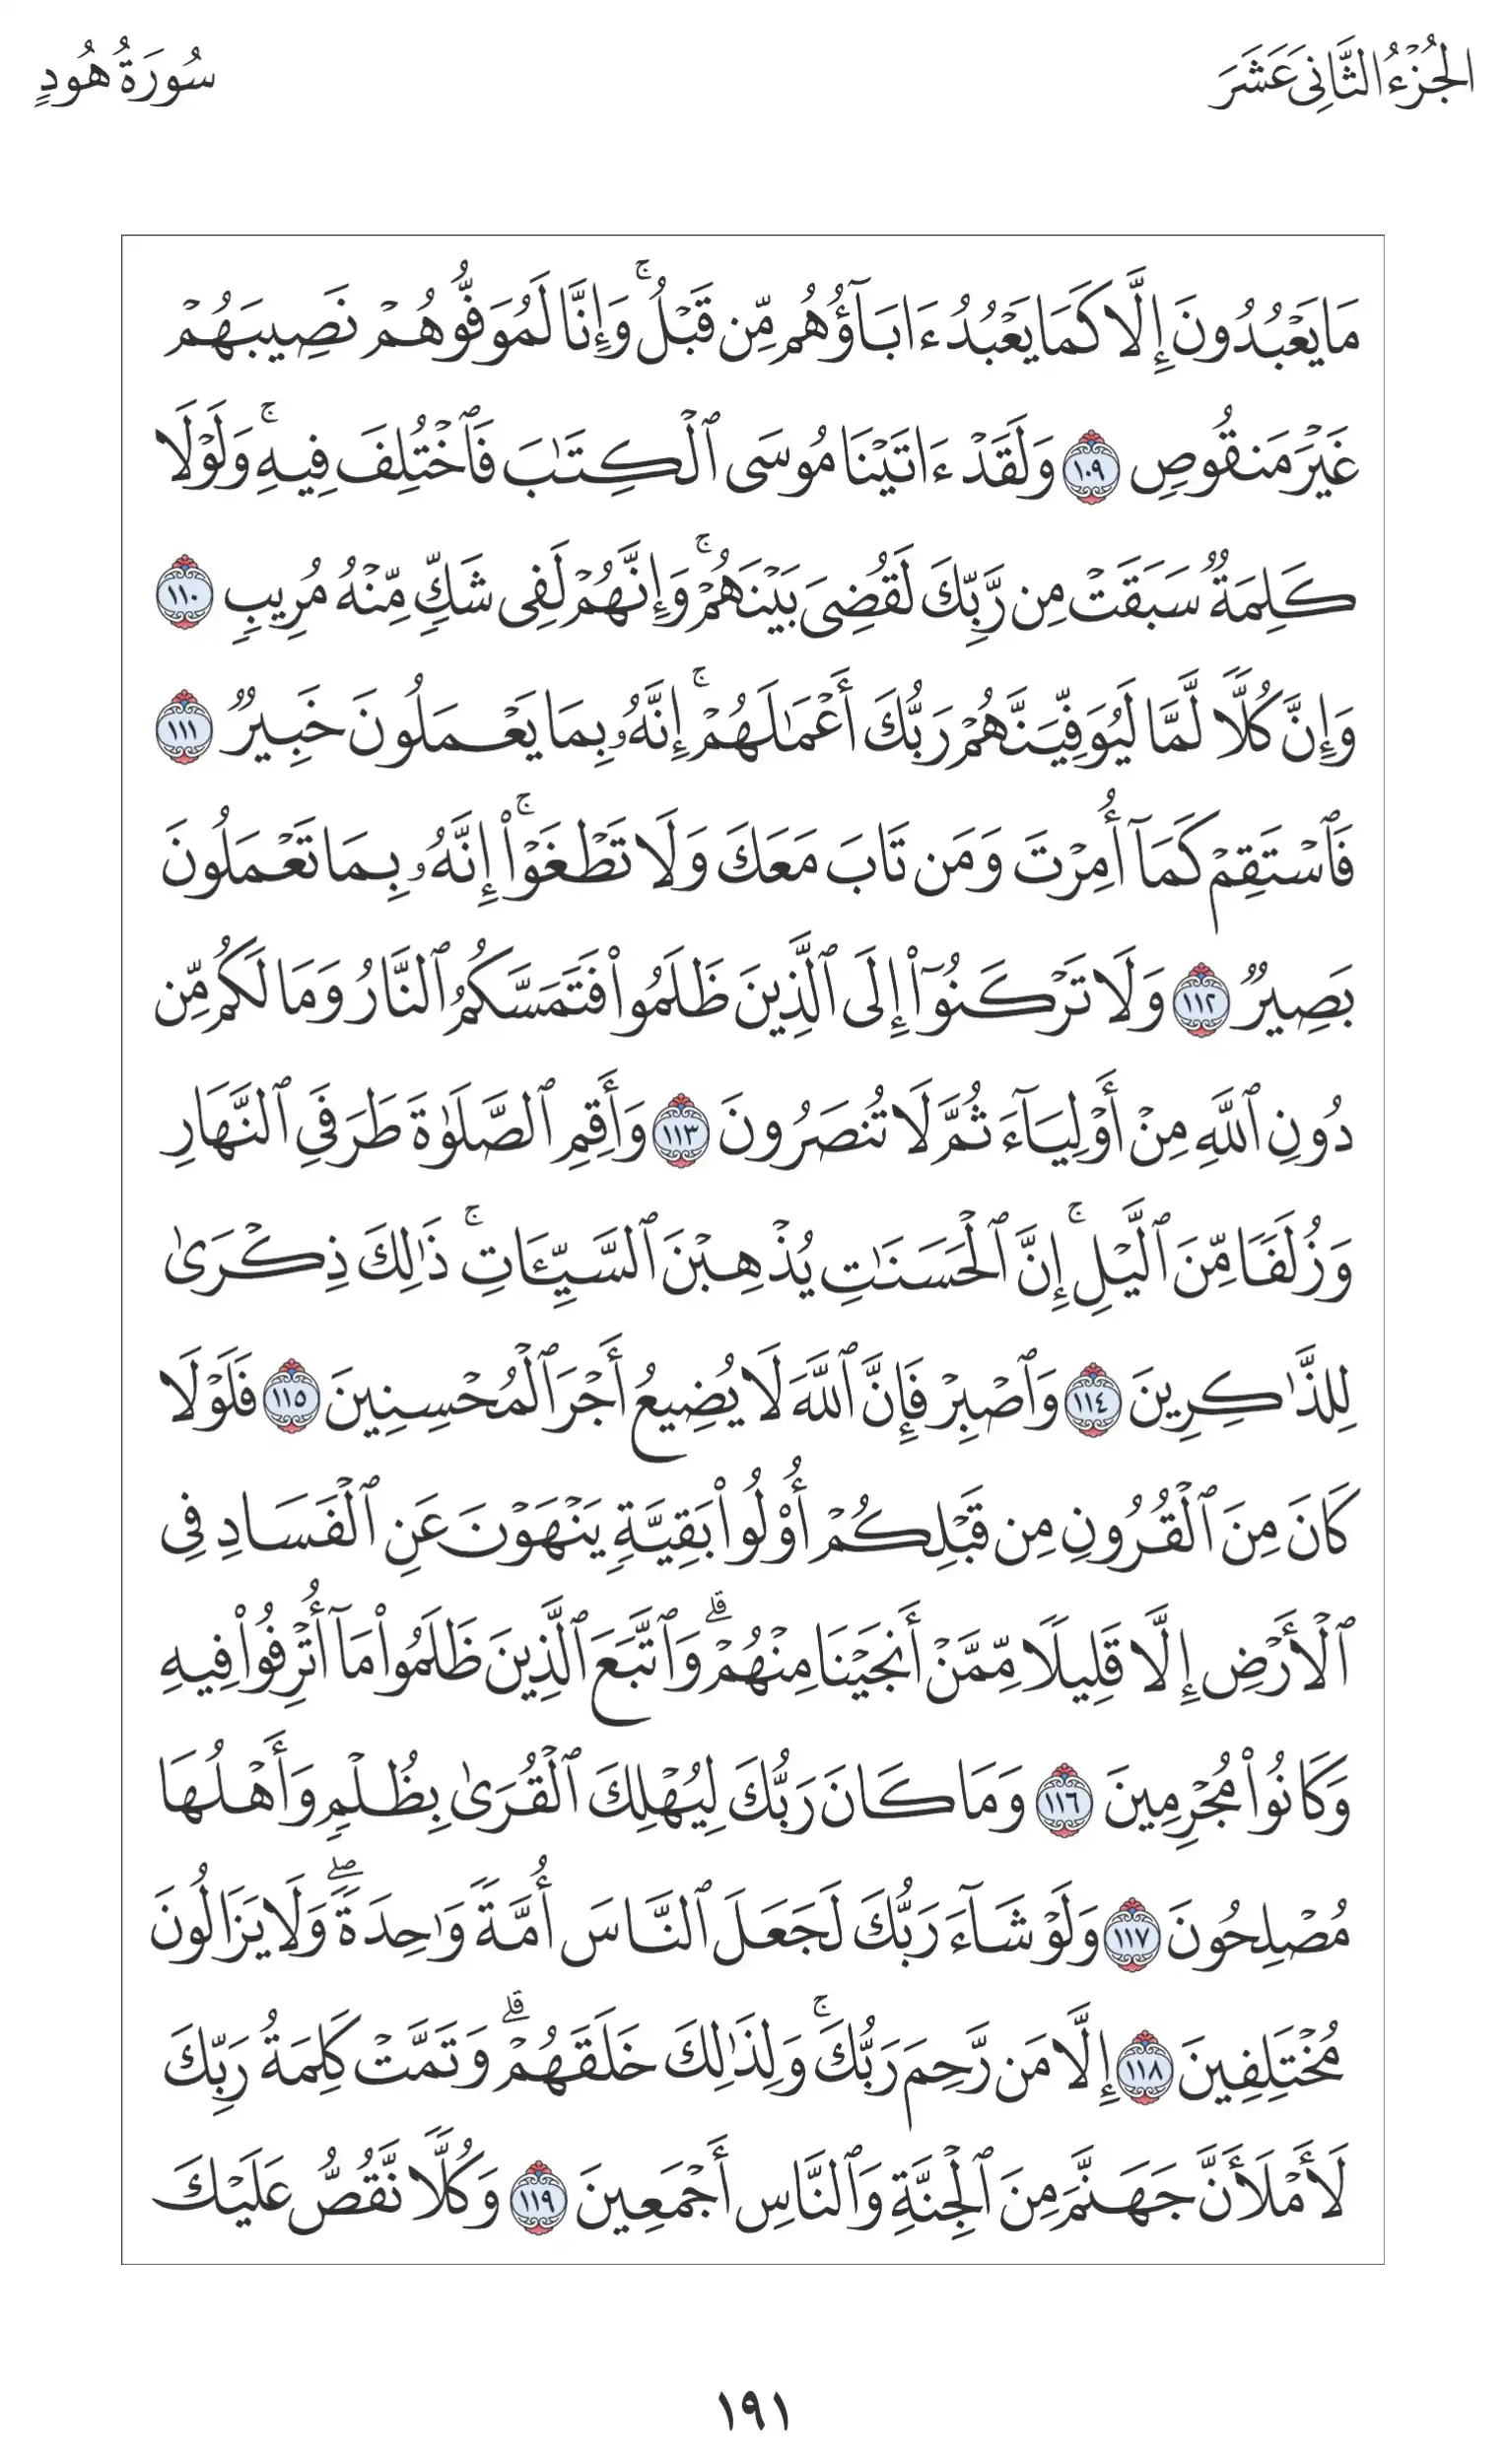 الجُزْءُ الثَّانِيَ عَشَرَ
سُورَةُ هُودٍ
مَا يَعْبُدُونَ إِلَّا كَمَا يَعْبُدُ ءَابَآؤُهُم مِّن قَبْلُۚ وَإِنَّا لَمُوَفُّوهُمْ نَصِيبَهُمْ
غَيْرَ مَنقُوصٍ ١٠٩ وَلَقَدْ ءَاتَيْنَا مُوسَى ٱلْكِتَٰبَ فَٱخْتُلِفَ فِيهِۚ وَلَوْلَا
كَلِمَةٌ سَبَقَتْ مِن رَّبِّكَ لَقُضِىَ بَيْنَهُمْۚ وَإِنَّهُمْ لَفِى شَكٍّ مِّنْهُ مُرِيبٍ ١١٠
وَإِنَّ كُلًّا لَّمَّا لَيُوَفِّيَنَّهُمْ رَبُّكَ أَعْمَٰلَهُمْۚ إِنَّهُۥ بِمَا يَعْمَلُونَ خَبِيرٌ ١١١
فَٱسْتَقِمْ كَمَآ أُمِرْتَ وَمَن تَابَ مَعَكَ وَلَا تَطْغَوْا۟ۚ إِنَّهُۥ بِمَا تَعْمَلُونَ
بَصِيرٌ ١١٢ وَلَا تَرْكَنُوٓا۟ إِلَى ٱلَّذِينَ ظَلَمُوا۟ فَتَمَسَّكُمُ ٱلنَّارُ وَمَا لَكُم مِّن
دُونِ ٱللَّهِ مِنْ أَوْلِيَآءَ ثُمَّ لَا تُنصَرُونَ ١١٣ وَأَقِمِ ٱلصَّلَوٰةَ طَرَفَىِ ٱلنَّهَارِ
وَزُلَفًا مِّنَ ٱلَّيْلِۚ إِنَّ ٱلْحَسَنَٰتِ يُذْهِبْنَ ٱلسَّيِّـَٔاتِۚ ذَٰلِكَ ذِكْرَىٰ
لِلذَّٰكِرِينَ ١١٤ وَٱصْبِرْ فَإِنَّ ٱللَّهَ لَا يُضِيعُ أَجْرَ ٱلْمُحْسِنِينَ ١١٥ فَلَوْلَا
كَانَ مِنَ ٱلْقُرُونِ مِن قَبْلِكُمْ أُو۟لُوا۟ بَقِيَّةٍ يَنْهَوْنَ عَنِ ٱلْفَسَادِ فِى
ٱلْأَرْضِ إِلَّا قَلِيلًا مِّمَّنْ أَنجَيْنَا مِنْهُمْۗ وَٱتَّبَعَ ٱلَّذِينَ ظَلَمُوا۟ مَآ أُتْرِفُوا۟ فِيهِ
وَكَانُوا۟ مُجْرِمِينَ ١١٦ وَمَا كَانَ رَبُّكَ لِيُهْلِكَ ٱلْقُرَىٰ بِظُلْمٍ وَأَهْلُهَا
مُصْلِحُونَ ١١٧ وَلَوْ شَآءَ رَبُّكَ لَجَعَلَ ٱلنَّاسَ أُمَّةً وَٰحِدَةًۖ وَلَا يَزَالُونَ
مُخْتَلِفِينَ ١١٨ إِلَّا مَن رَّحِمَ رَبُّكَۚ وَلِذَٰلِكَ خَلَقَهُمْۗ وَتَمَّتْ كَلِمَةُ رَبِّكَ
لَأَمْلَأَنَّ جَهَنَّمَ مِنَ ٱلْجِنَّةِ وَٱلنَّاسِ أَجْمَعِينَ ١١٩ وَكُلًّا نَّقُصُّ عَلَيْكَ
١٩١